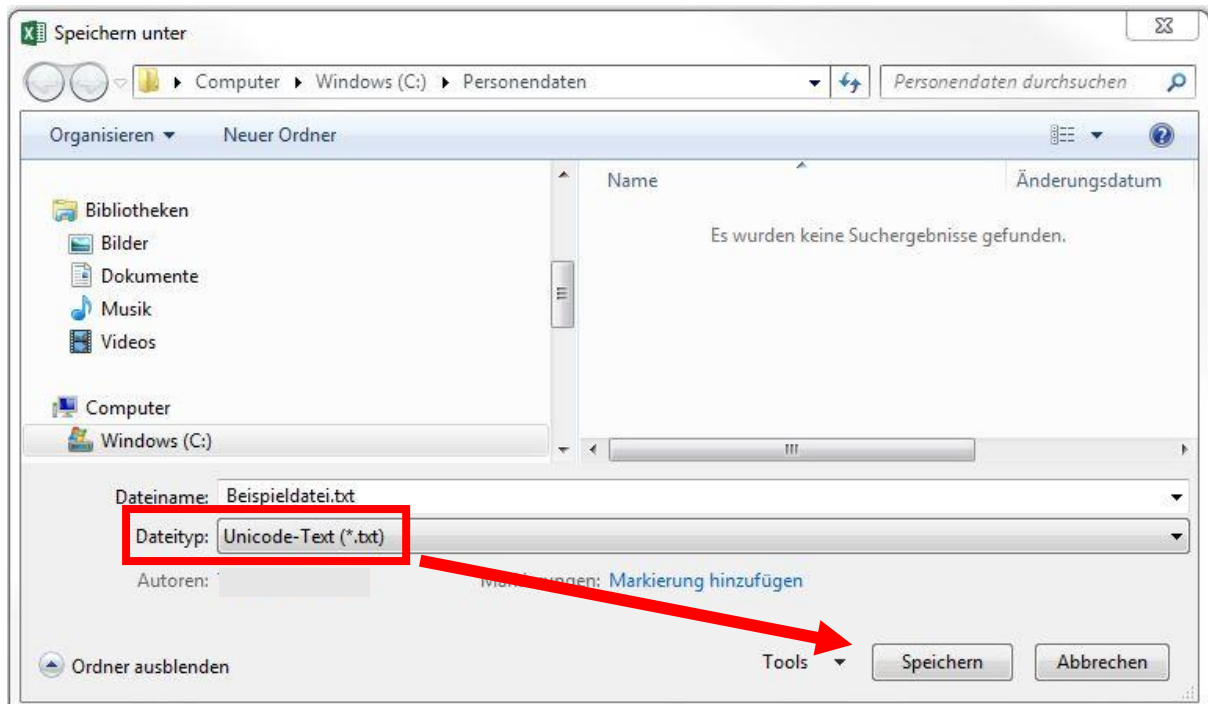 Speichern unter
Computer Windows (C:) Personendaten Personendaten durchsuchen
Organisieren Neuer Ordner
Name Änderungsdatum
Es wurden keine Suchergebnisse gefunden.
Bibliotheken
Bilder
Dokumente
Musik
Videos
Computer
Windows (C:)
Dateiname: Beispieldatei.txt
Dateityp: Unicode-Text (*.txt)
Autoren: Markierung hinzufügen
Ordner ausblenden Tools Speichern Abbrechen